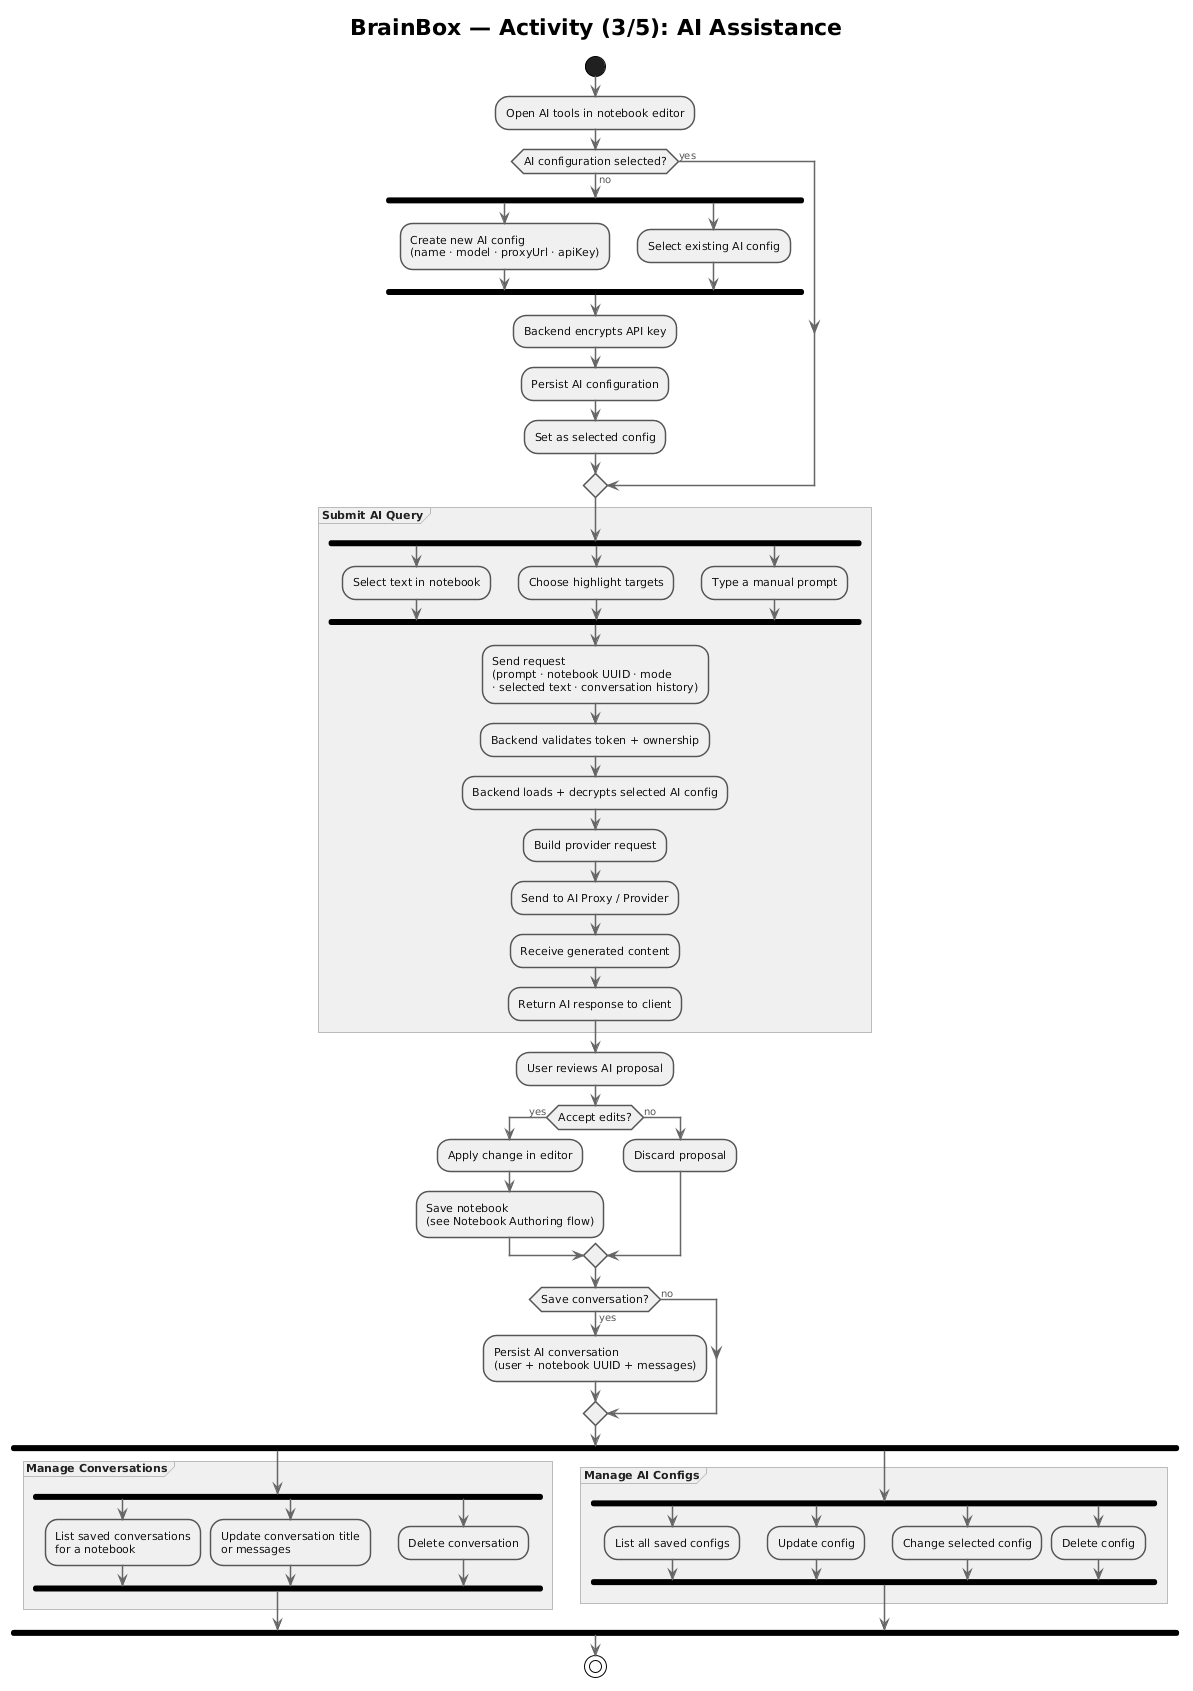 BrainBox — Activity (3/5): AI Assistance
Open AI tools in notebook editor
AI configuration selected?
yes
no
Create new AI config
(name · model · proxyUrl · apiKey)
Select existing AI config
Backend encrypts API key
Persist AI configuration
Set as selected config
Submit AI Query
Select text in notebook
Choose highlight targets
Type a manual prompt
Send request
(prompt · notebook UUID · mode
· selected text · conversation history)
Backend validates token + ownership
Backend loads + decrypts selected AI config
Build provider request
Send to AI Proxy / Provider
Receive generated content
Return AI response to client
User reviews AI proposal
yes
Accept edits?
no
Apply change in editor
Discard proposal
Save notebook
(see Notebook Authoring flow)
Save conversation?
no
yes
Persist AI conversation
(user + notebook UUID + messages)
Manage Conversations
List saved conversations
for a notebook
Update conversation title
or messages
Delete conversation
Manage AI Configs
List all saved configs
Update config
Change selected config
Delete config